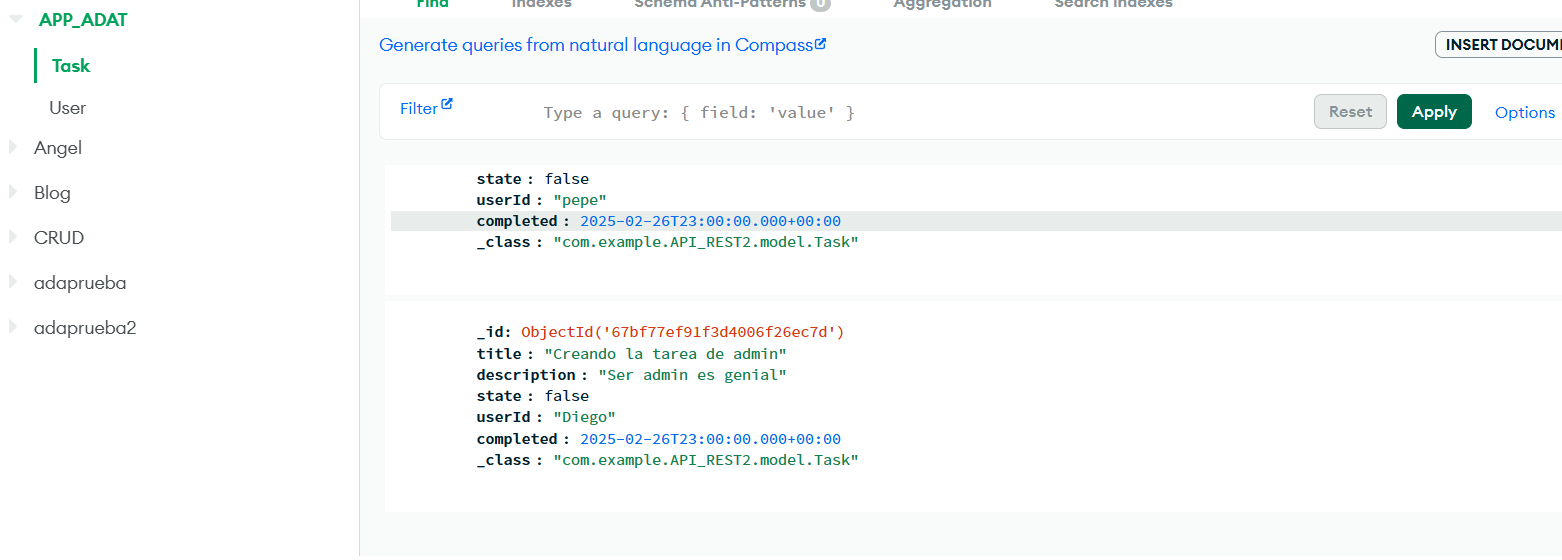 APP_ADAT
Task
User
Angel
Blog
CRUD
adaprueba
adaprueba2
Find Indexes Schema Anti-Patterns 0 Aggregation Search Indexes
Generate queries from natural language in Compass
INSERT DOCUM
Filter
Type a query: { field: 'value' }
Reset
Apply
Options
state : false
userId : "pepe"
completed : 2025-02-26T23:00:00.000+00:00
_class : "com.example.API_REST2.model.Task"
_id: ObjectId('67bf77ef91f3d4006f26ec7d')
title : "Creando la tarea de admin"
description : "Ser admin es genial"
state : false
userId : "Diego"
completed : 2025-02-26T23:00:00.000+00:00
_class : "com.example.API_REST2.model.Task"